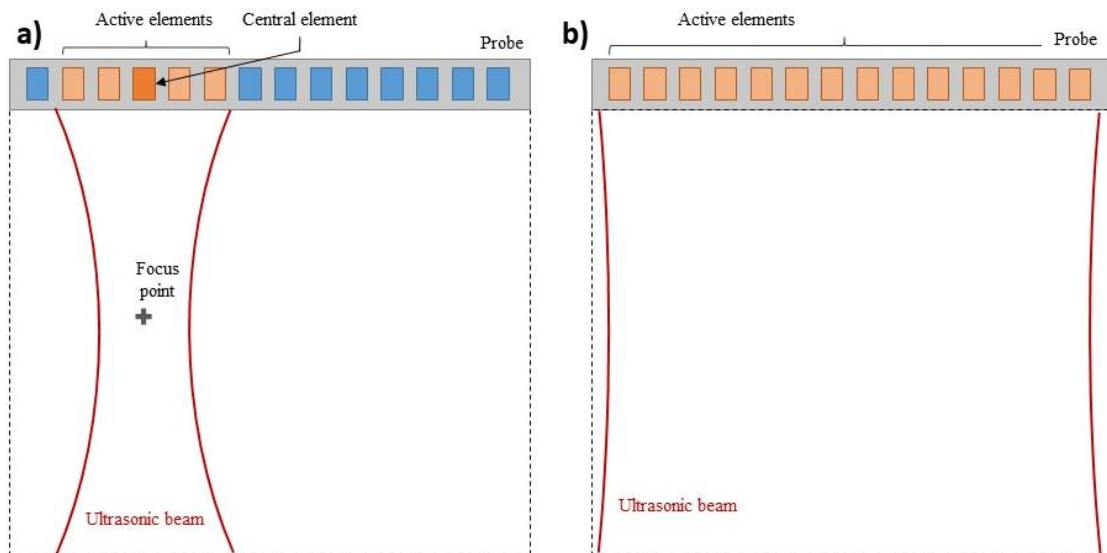 a)
Active elements
Central element
Probe
Focus
point
Ultrasonic beam
b)
Active elements
Probe
Ultrasonic beam